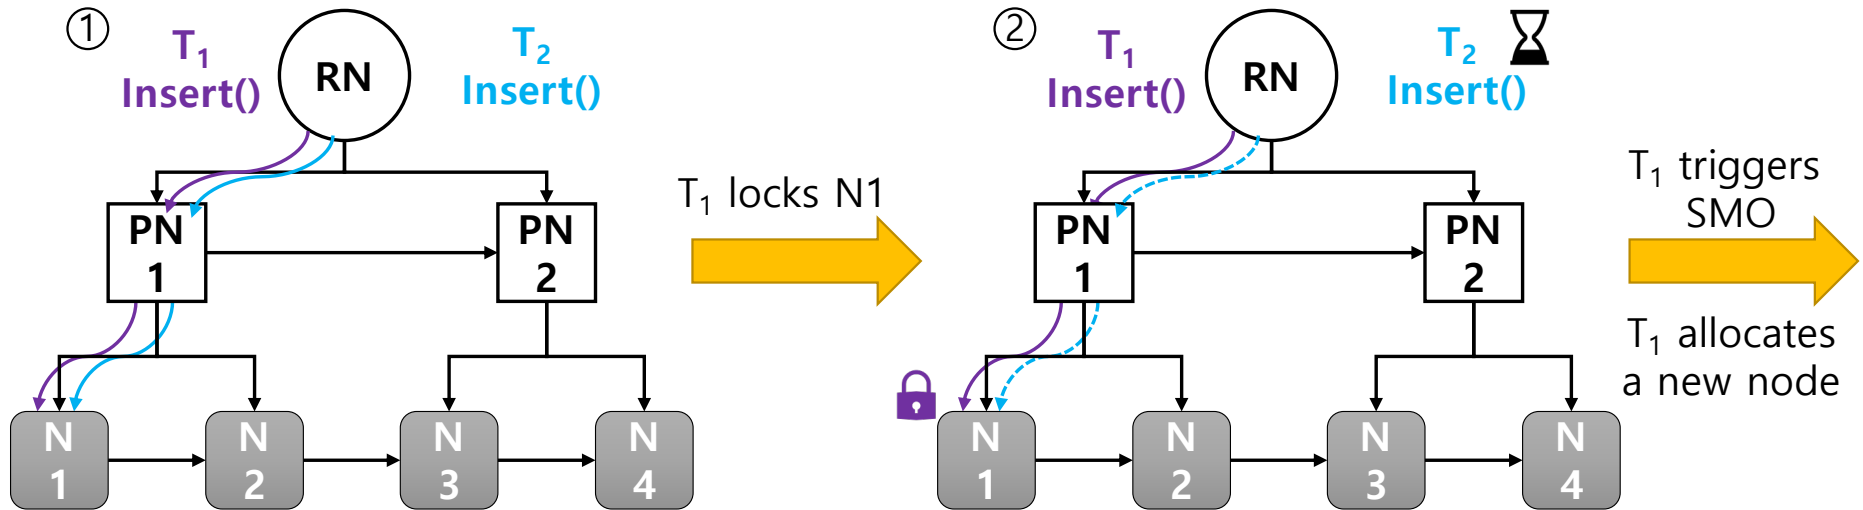 ①
T1
Insert()
RN
T2
Insert()
PN
1
PN
2
N
1
N
2
N
3
N
4
T1 locks N1
②
T1
Insert()
RN
T2
Insert()
PN
1
PN
2
N
1
N
2
N
3
N
4
T1 triggers
SMO
T1 allocates
a new node